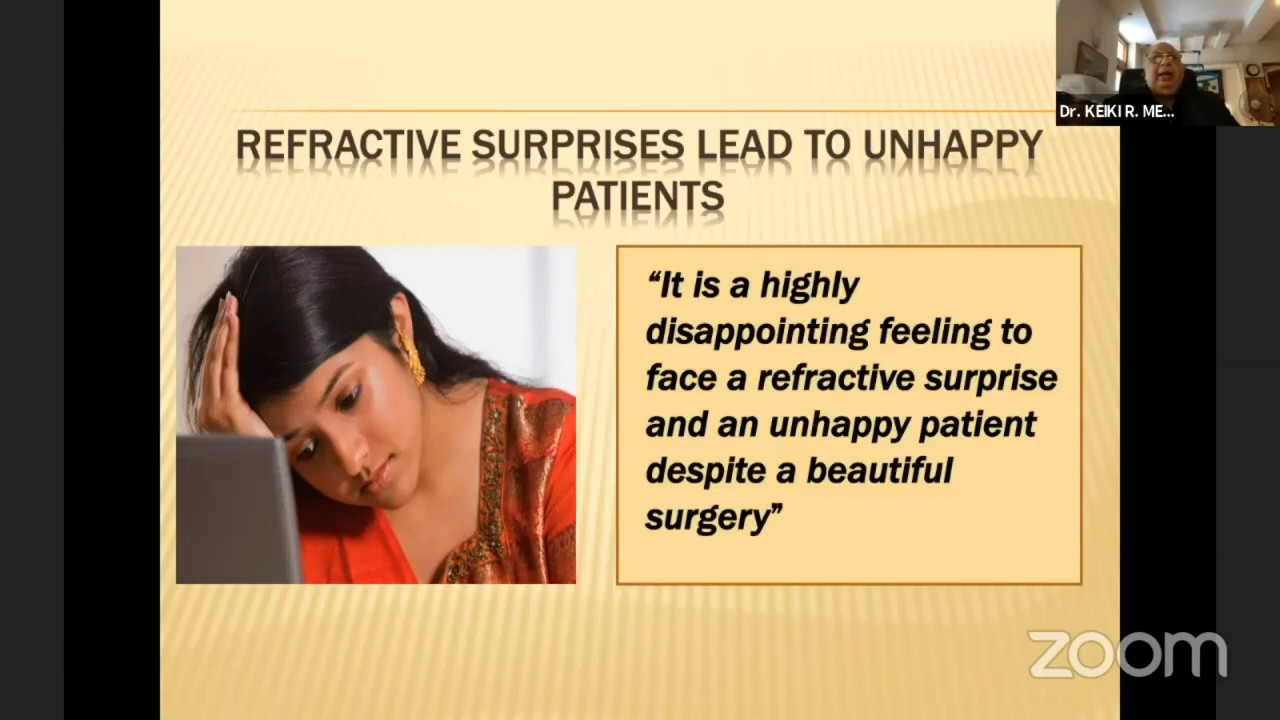 Dr. KEIKI R. ME...
REFRACTIVE SURPRISES LEAD TO UNHAPPY
PATIENTS
“It is a highly
disappointing feeling to
face a refractive surprise
and an unhappy patient
despite a beautiful
surgery”
zoom